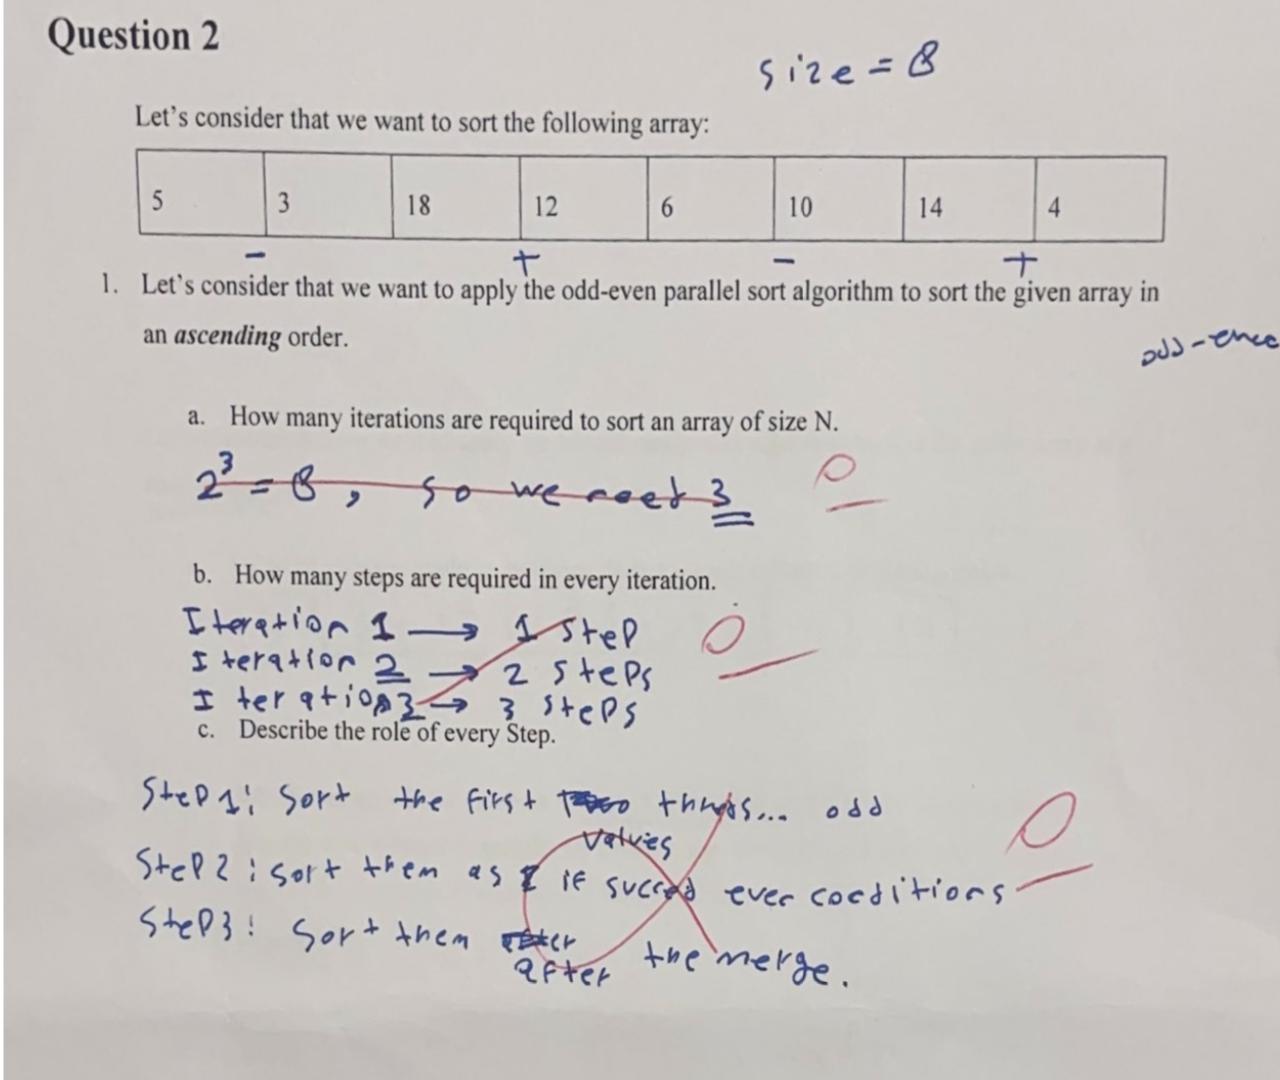 Question 2
size = 8
Let's consider that we want to sort the following array:
5 3 18 12 6 10 14 4
- + - +
1. Let's consider that we want to apply the odd-even parallel sort algorithm to sort the given array in
an ascending order.
odd-
a. How many iterations are required to sort an array of size N.
2³ = 8, so we need 3
0
b. How many steps are required in every iteration.
Iteration 1 → 1 step
0
Iteration 2 → 2 steps
Iteration 3 → 3 steps
c. Describe the role of every Step.
Step 1: Sort the first ... odd
values
0
Step 2: sort them as if even conditions
Step 3: Sort them
after the merge.